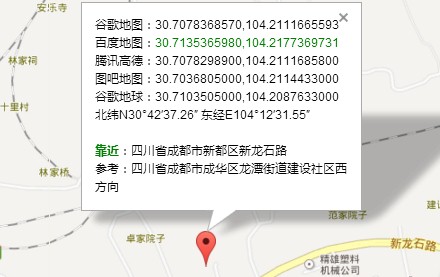 安乐寺
林家祠
十里村
林家桥
谷歌地图：30.7078368570,104.2111665593
百度地图：30.7135365980,104.2177369731
腾讯高德：30.7078298900,104.2111685800
图吧地图：30.7036805000,104.2114433000
谷歌地球：30.7103505000,104.2087633000
北纬N30°42′37.26″ 东经E104°12′31.55″
靠近：四川省成都市新都区新龙石路
参考：四川省成都市成华区龙潭街道建设社区西
方向
卓家院子
范家院子
新龙石路
精雄塑料
机械公司